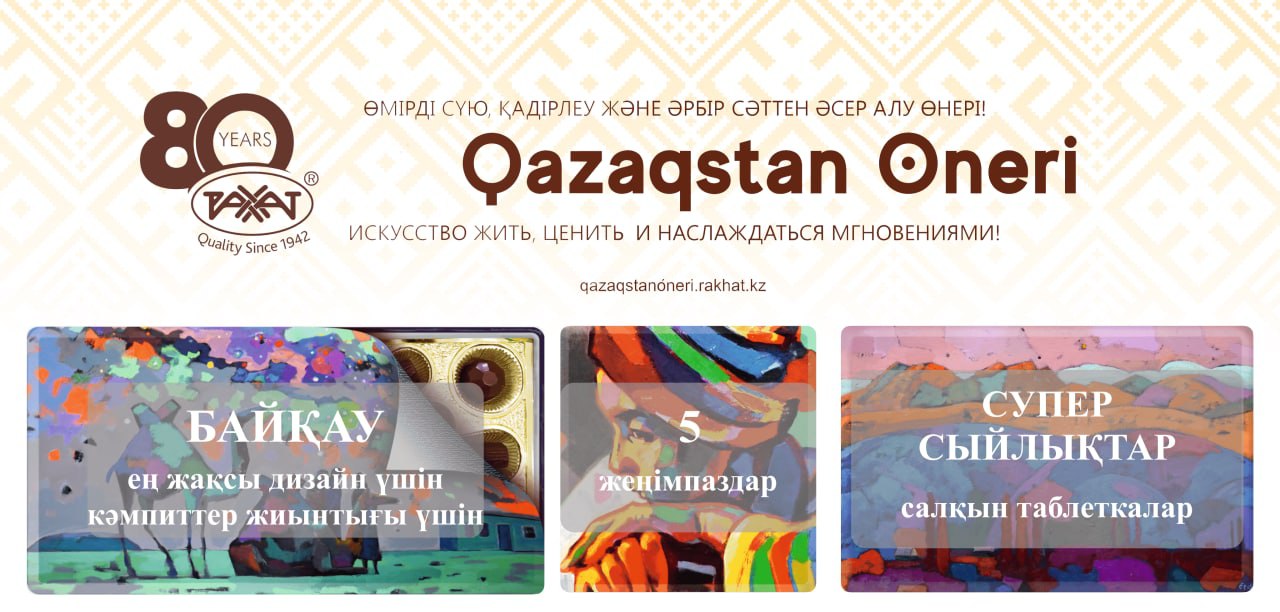 80
YEARS
РАХАТ®
Quality Since 1942
ӨМІРДІ СҮЮ, ҚАДІРЛЕУ ЖӘНЕ ӘРБІР СӘТТЕН ӘСЕР АЛУ ӨНЕРІ!
Qazaqstan Oneri
ИСКУССТВО ЖИТЬ, ЦЕНИТЬ И НАСЛАЖДАТЬСЯ МГНОВЕНИЯМИ!
qazaqstanóneri.rakhat.kz
БАЙҚАУ
ең жақсы дизайн үшін
кәмпиттер жиынтығы үшін
5
жеңімпаздар
СУПЕР
СЫЙЛЫҚТАР
салқын таблеткалар